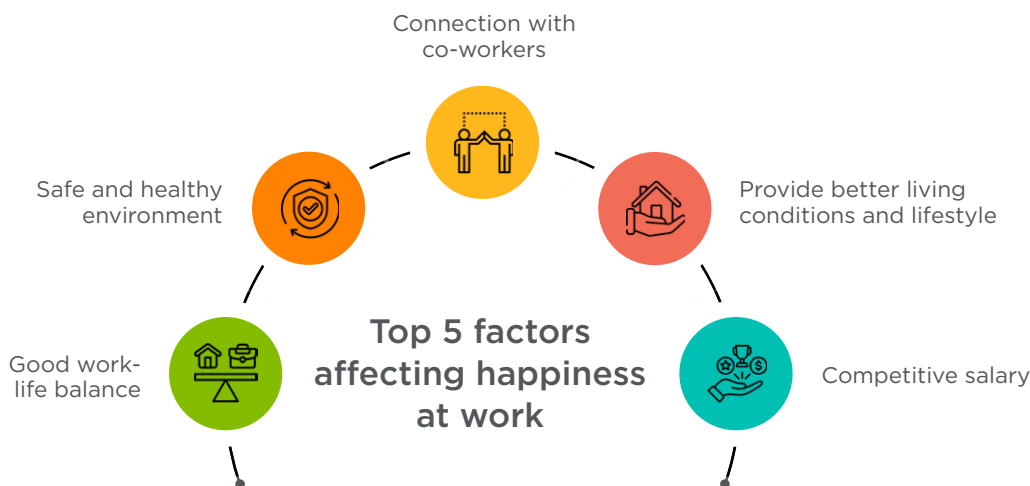 Connection with
co-workers
Safe and healthy
environment
Provide better living
conditions and lifestyle
Top 5 factors
affecting happiness
at work
Good work-
life balance
Competitive salary